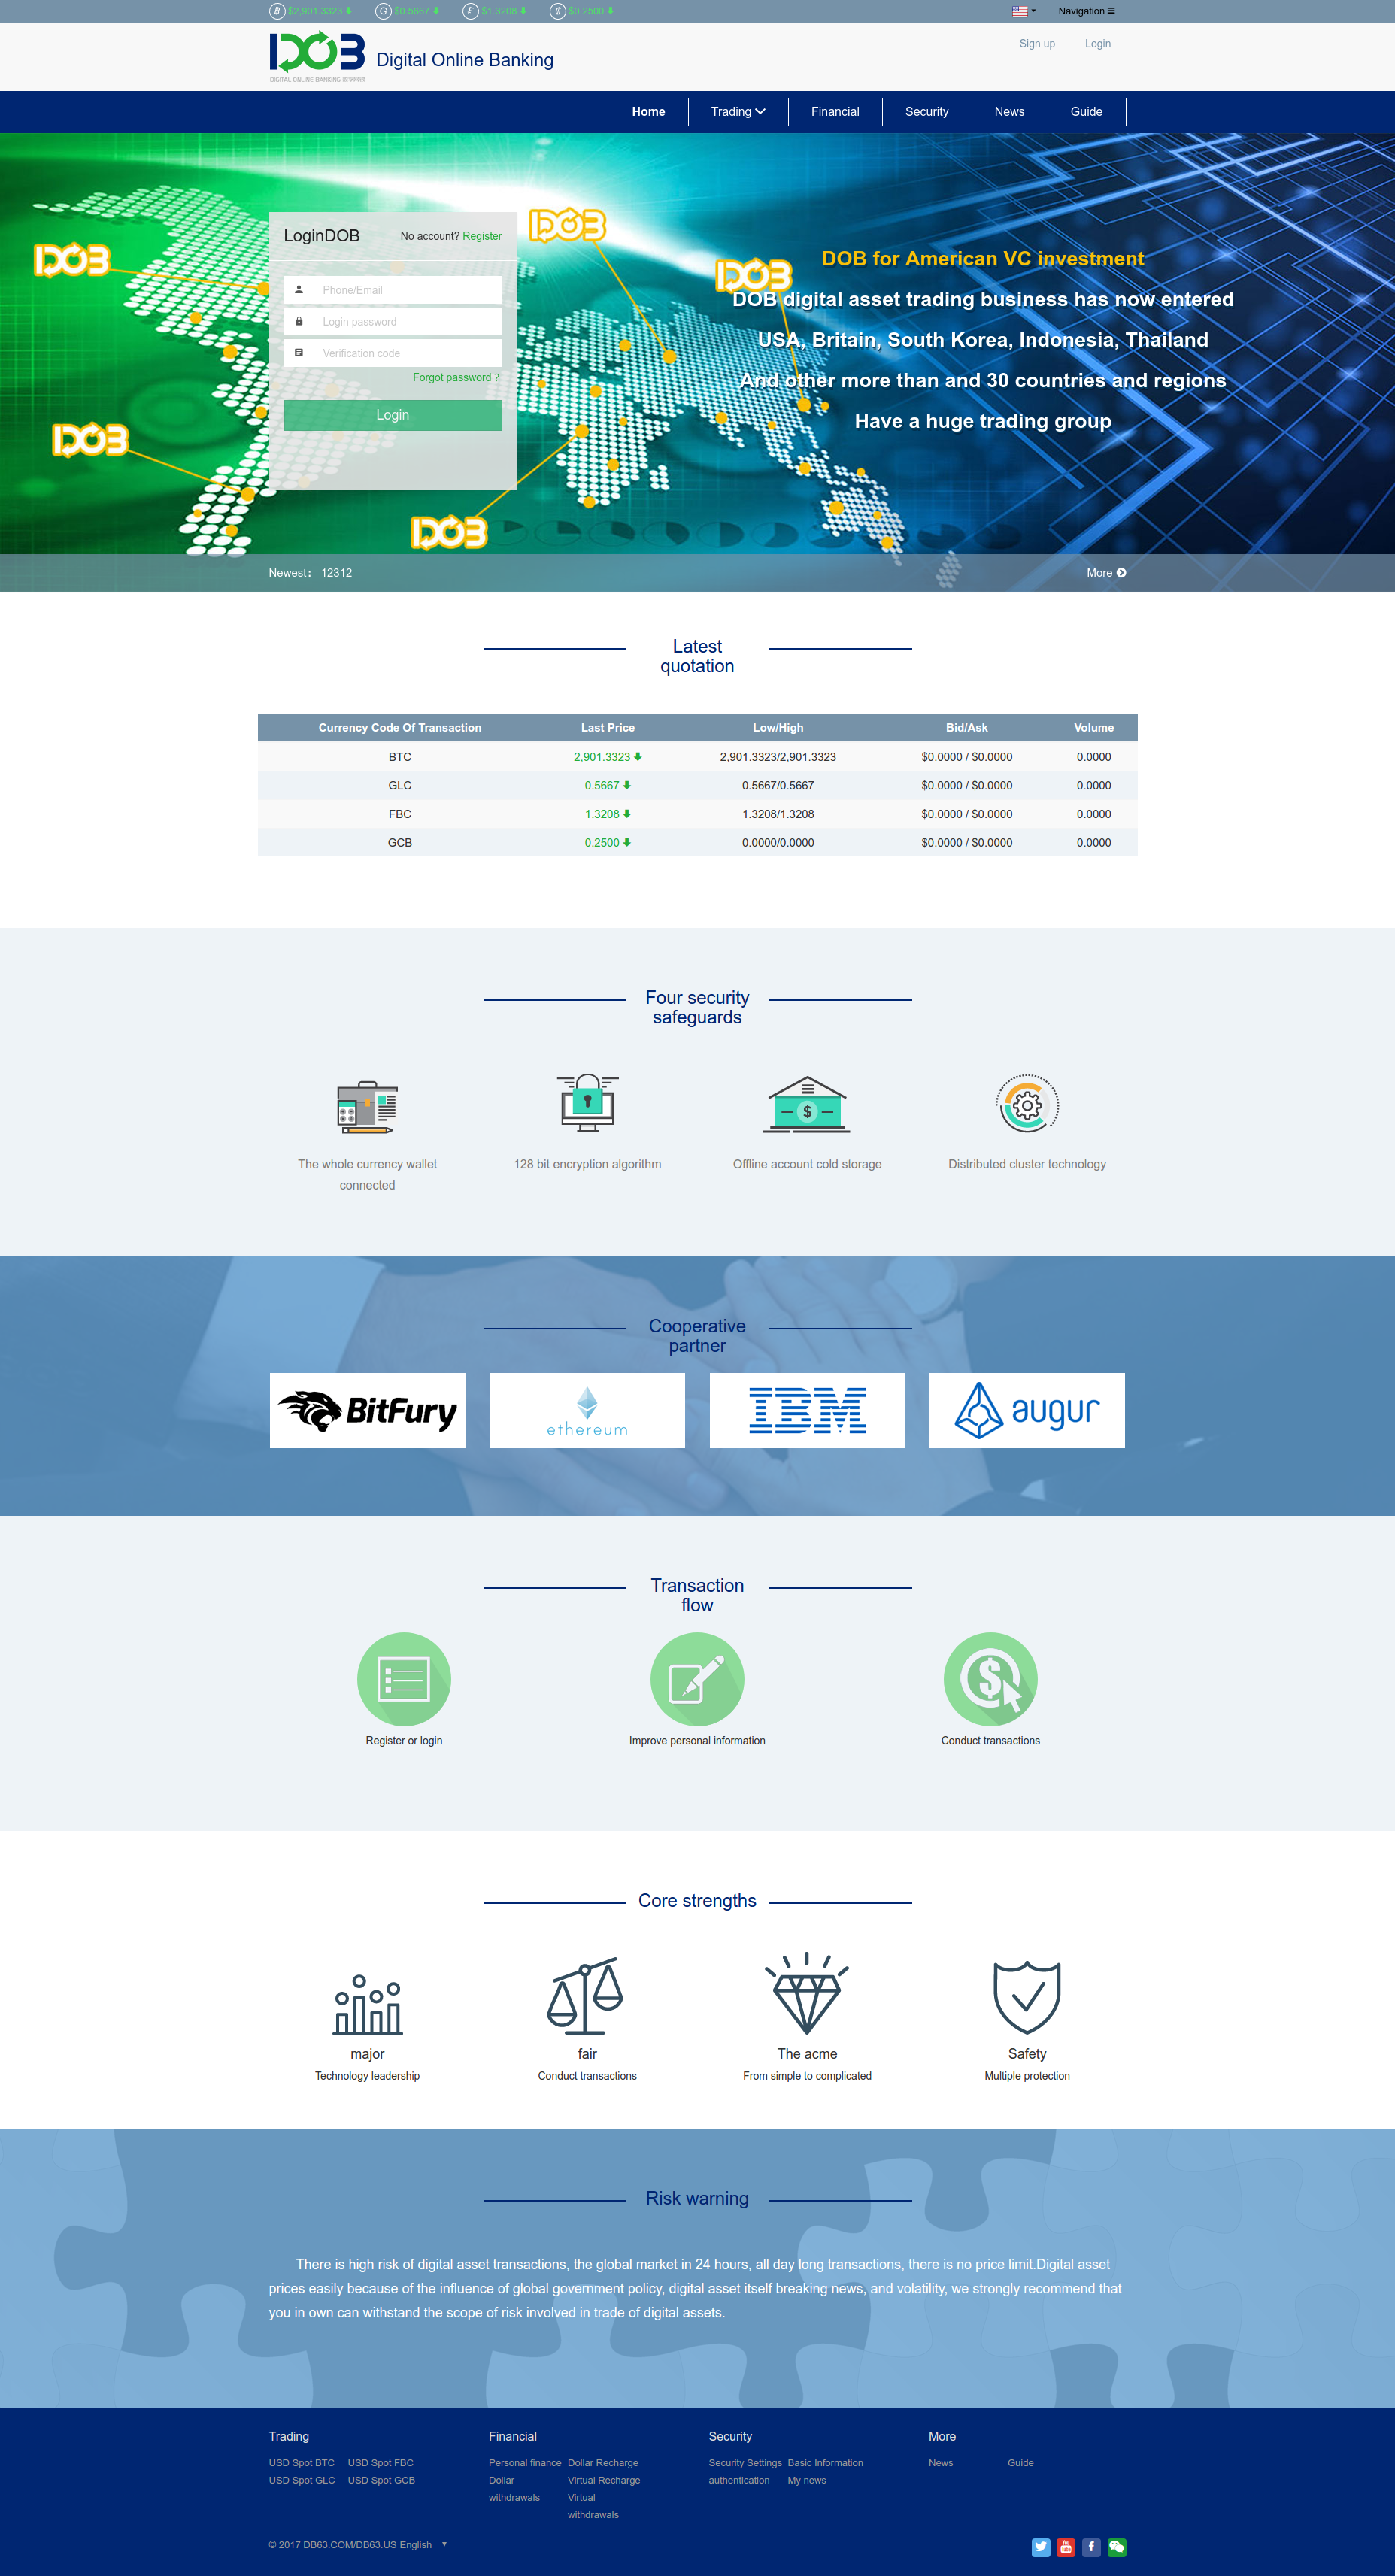 B $2,901.3323 G $0.5667 F $1.3208 G $0.2500 Navigation
Sign up Login
DOB
DIGITAL ONLINE BANKING 数字网银
Digital Online Banking
Home Trading Financial Security News Guide
LoginDOB No account? Register
Phone/Email
Login password
Verification code
Forgot password ?
Login
DOB
DOB
DOB
DOB
DOB
DOB for American VC investment
DOB digital asset trading business has now entered
USA, Britain, South Korea, Indonesia, Thailand
And other more than and 30 countries and regions
Have a huge trading group
Newest： 12312 More
Latest
quotation
Currency Code Of Transaction Last Price Low/High Bid/Ask Volume
BTC 2,901.3323 2,901.3323/2,901.3323 $0.0000 / $0.0000 0.0000
GLC 0.5667 0.5667/0.5667 $0.0000 / $0.0000 0.0000
FBC 1.3208 1.3208/1.3208 $0.0000 / $0.0000 0.0000
GCB 0.2500 0.0000/0.0000 $0.0000 / $0.0000 0.0000
Four security
safeguards
The whole currency wallet
connected
128 bit encryption algorithm
Offline account cold storage
Distributed cluster technology
Cooperative
partner
BitFury
ethereum
IBM
augur
Transaction
flow
Register or login
Improve personal information
Conduct transactions
Core strengths
major
Technology leadership
fair
Conduct transactions
The acme
From simple to complicated
Safety
Multiple protection
Risk warning
There is high risk of digital asset transactions, the global market in 24 hours, all day long transactions, there is no price limit.Digital asset
prices easily because of the influence of global government policy, digital asset itself breaking news, and volatility, we strongly recommend that
you in own can withstand the scope of risk involved in trade of digital assets.
Trading
USD Spot BTC USD Spot FBC
USD Spot GLC USD Spot GCB
Financial
Personal finance Dollar Recharge
Dollar
withdrawals
Virtual Recharge
Virtual
withdrawals
Security
Security Settings Basic Information
authentication My news
More
News Guide
© 2017 DB63.COM/DB63.US English
You
Tube